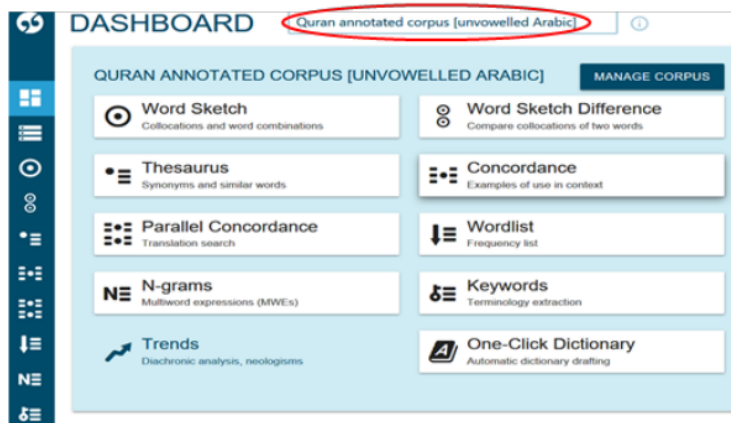 DASHBOARD
Quran annotated corpus [unvowelled Arabic]
QURAN ANNOTATED CORPUS [UNVOWELLED ARABIC]
MANAGE CORPUS
Word Sketch
Collocations and word combinations
Word Sketch Difference
Compare collocations of two words
Thesaurus
Synonyms and similar words
Concordance
Examples of use in context
Parallel Concordance
Translation search
Wordlist
Frequency list
N-grams
Multiword expressions (MWEs)
Keywords
Terminology extraction
Trends
Diachronic analysis, neologisms
One-Click Dictionary
Automatic dictionary drafting